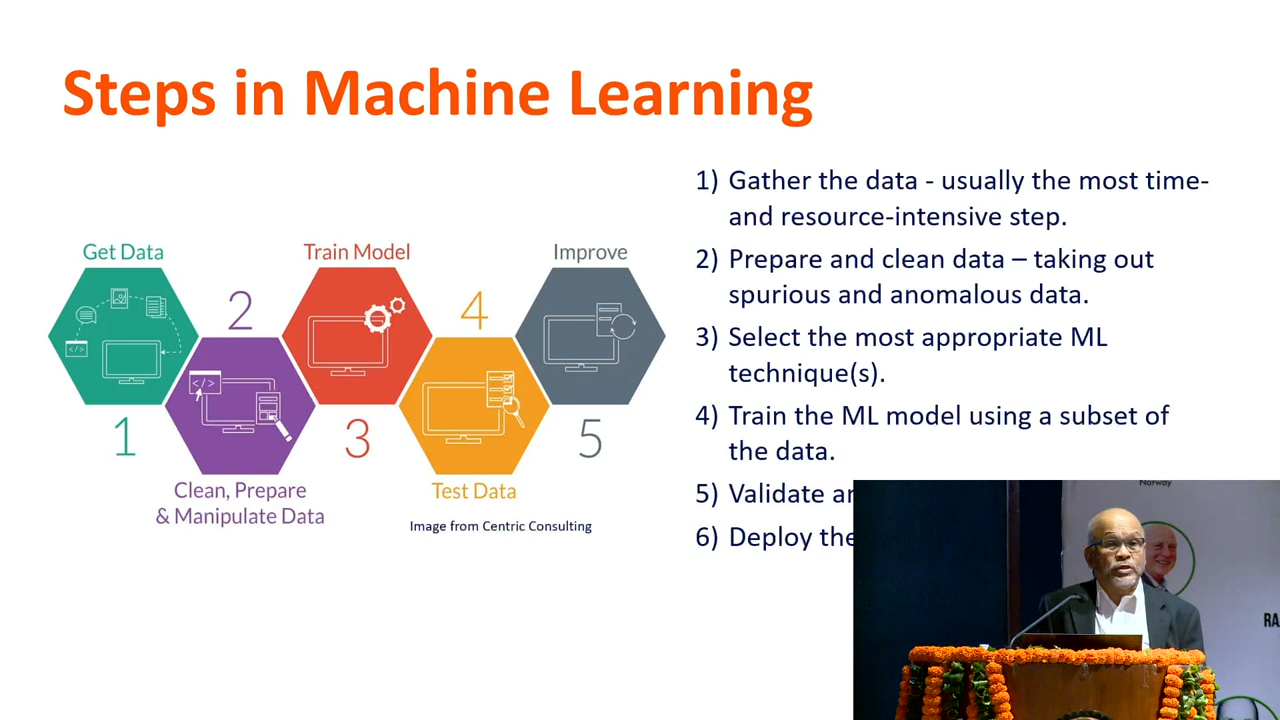 Steps in Machine Learning
Get Data
Train Model
Improve
2
4
1
3
5
Clean, Prepare
& Manipulate Data
Test Data
Image from Centric Consulting
1) Gather the data - usually the most time-
and resource-intensive step.
2) Prepare and clean data – taking out
spurious and anomalous data.
3) Select the most appropriate ML
technique(s).
4) Train the ML model using a subset of
the data.
5) Validate
6) Deploy the
Norway
RA